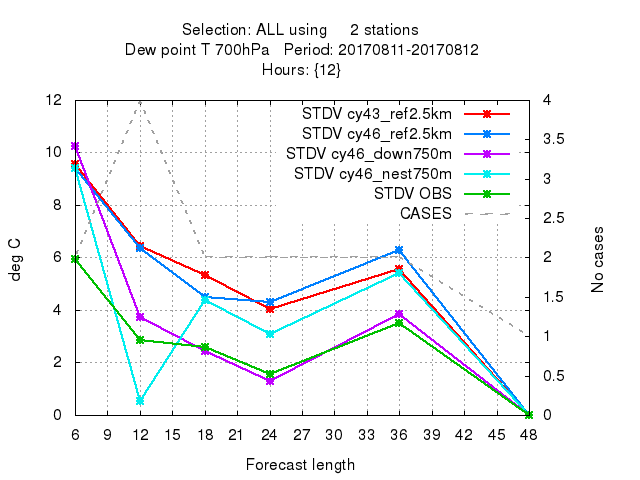 Selection: ALL using 2 stations
Dew point T 700hPa Period: 20170811-20170812
Hours: {12}
STDV cy43_ref2.5km
STDV cy46_ref2.5km
STDV cy46_down750m
STDV cy46_nest750m
STDV OBS
CASES
12
10
8
6
4
2
0
deg C
4
3.5
3
2.5
2
1.5
1
0.5
0
No cases
6 9 12 15 18 21 24 27 30 33 36 39 42 45 48
Forecast length